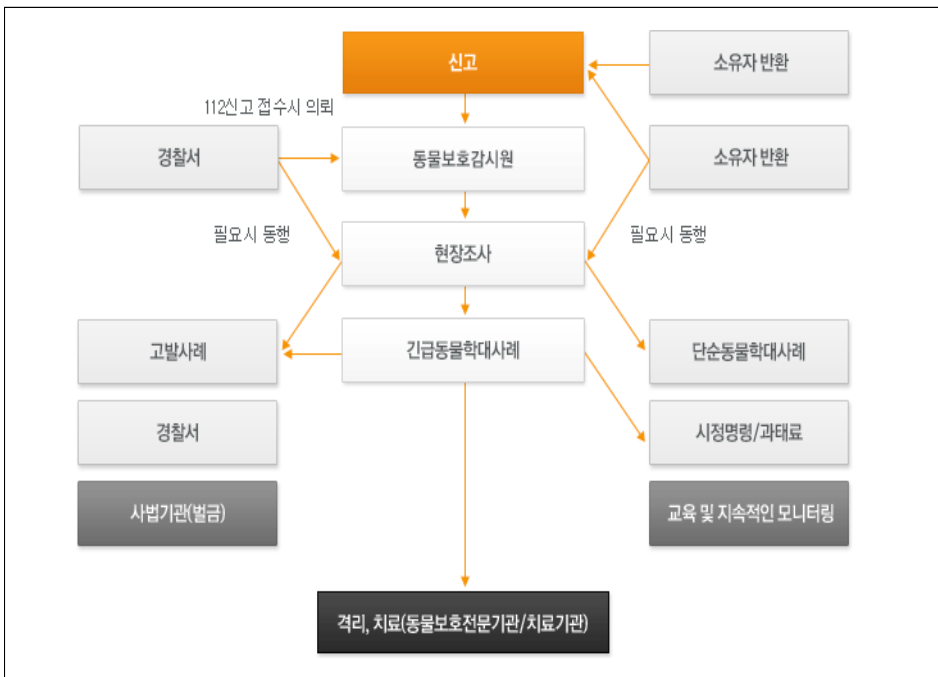 신고
소유자 반환
112신고 접수시 의뢰
경찰서
동물보호감시원
소유자 반환
필요시 동행
현장조사
필요시 동행
고발사례
긴급동물학대사례
단순동물학대사례
경찰서
시정명령/과태료
사법기관(벌금)
교육 및 지속적인 모니터링
격리, 치료(동물보호전문기관/치료기관)